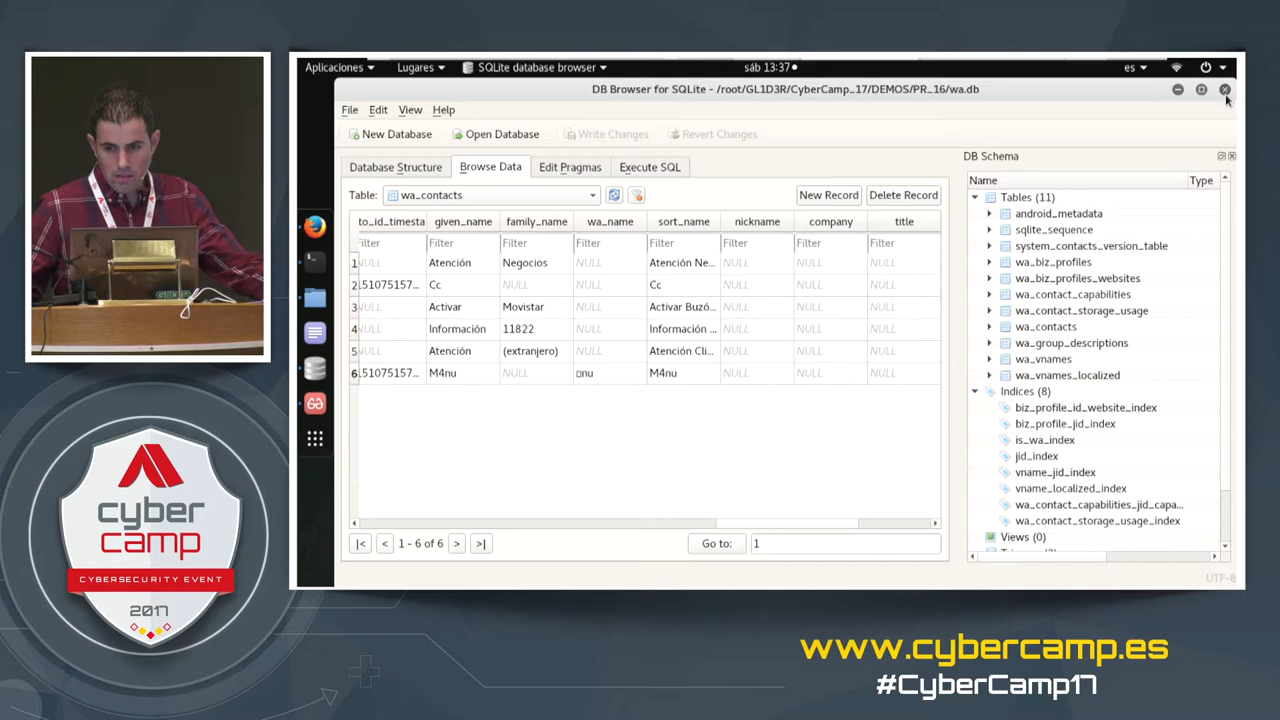 Aplicaciones Lugares SQLite database browser sáb 13:37 es
DB Browser for SQLite - /root/GL1D3R/CyberCamp_17/DEMOS/PR_16/wa.db
File Edit View Help
New Database Open Database Write Changes Revert Changes
Database Structure Browse Data Edit Pragmas Execute SQL
Table: wa_contacts New Record Delete Record
to_id_timesta given_name family_name wa_name sort_name nickname company title
Filter Filter Filter Filter Filter Filter Filter Filter
1 NULL Atención Negocios NULL Atención Ne... NULL NULL NULL
2 .51075157... Cc NULL NULL Cc NULL NULL NULL
3 NULL Activar Movistar NULL Activar Buzó... NULL NULL NULL
4 NULL Información 11822 NULL Información ... NULL NULL NULL
5 NULL Atención (extranjero) NULL Atención Cli... NULL NULL NULL
6 .51075157... M4nu NULL ▯nu M4nu NULL NULL NULL
|< < 1 - 6 of 6 > >| Go to: 1
DB Schema
Name Type
Tables (11)
android_metadata
sqlite_sequence
system_contacts_version_table
wa_biz_profiles
wa_biz_profiles_websites
wa_contact_capabilities
wa_contact_storage_usage
wa_contacts
wa_group_descriptions
wa_vnames
wa_vnames_localized
Indices (8)
biz_profile_id_website_index
biz_profile_jid_index
is_wa_index
jid_index
vname_jid_index
vname_localized_index
wa_contact_capabilities_jid_capa...
wa_contact_storage_usage_index
Views (0)
UTF-8
cyber
camp
CYBERSECURITY EVENT
2017
www.cybercamp.es
#CyberCamp17